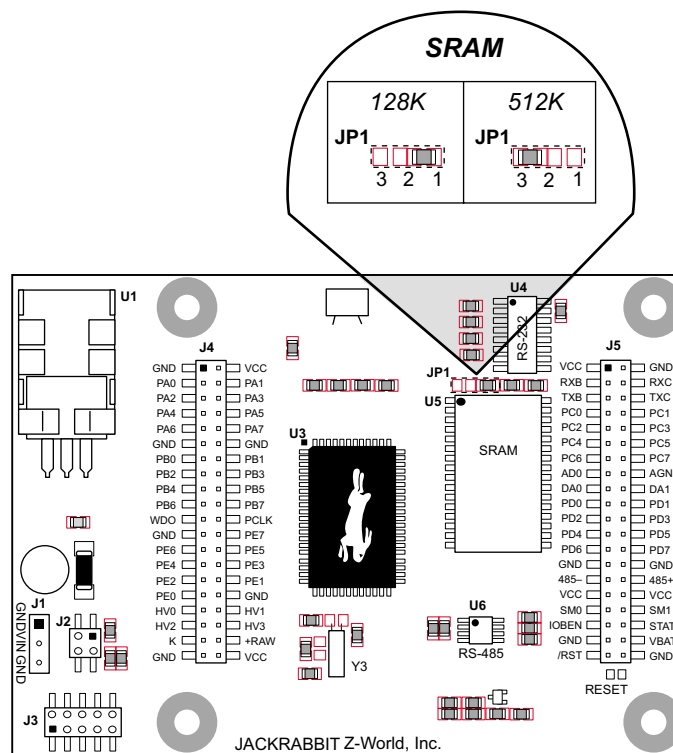 SRAM
128K 512K
JP1 JP1
3 2 1 3 2 1
U1
U4
RS-232
J4
J5
GND VCC
PA0 PA1
PA2 PA3
PA4 PA5
PA6 PA7
GND GND
PB0 PB1
PB2 PB3
PB4 PB5
PB6 PB7
WDO PCLK
GND PE7
PE6 PE5
PE4 PE3
PE2 PE1
PE0 GND
HV0 HV1
HV2 HV3
K +RAW
GND VCC
JP1
U5
SRAM
U3
VCC GND
RXB RXC
TXB TXC
PC0 PC1
PC2 PC3
PC4 PC5
PC6 PC7
AD0 AGN
DA0 DA1
PD0 PD1
PD2 PD3
PD4 PD5
PD6 PD7
GND GND
485– 485+
VCC VCC
SM0 SM1
IOBEN STAT
GND VBAT
/RST GND
RESET
J1
GND/VIN GND
J2
J3
U6
RS-485
Y3
JACKRABBIT Z-World, Inc.